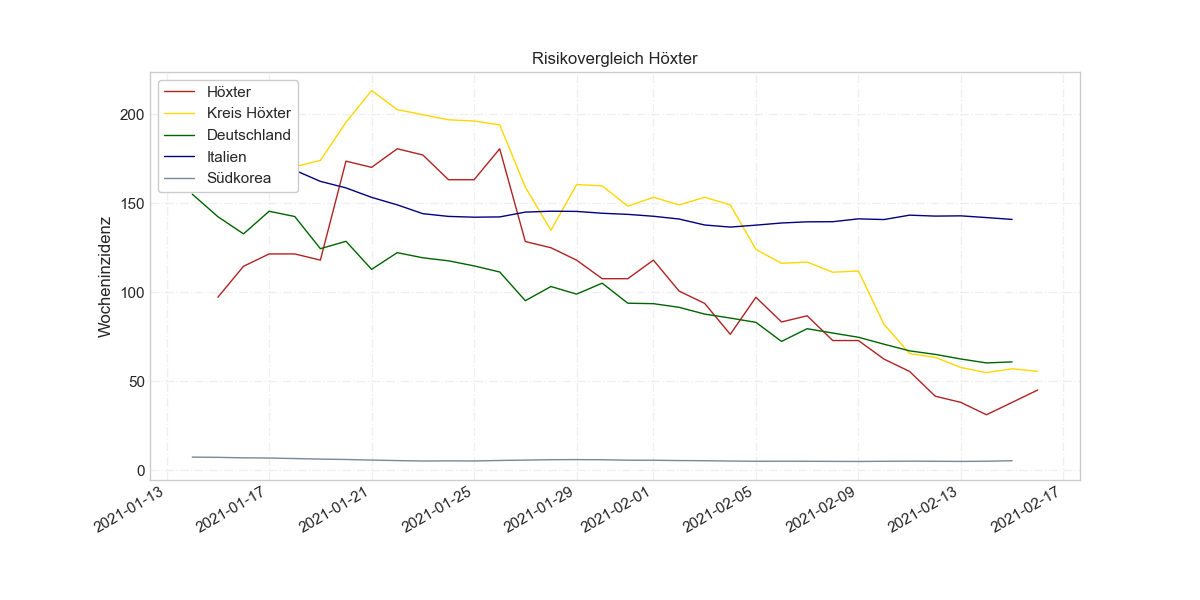 Risikovergleich Höxter
Höxter
Kreis Höxter
Deutschland
Italien
Südkorea
Wocheninzidenz
200
150
100
50
0
2021-01-13
2021-01-17
2021-01-21
2021-01-25
2021-01-29
2021-02-01
2021-02-05
2021-02-09
2021-02-13
2021-02-17